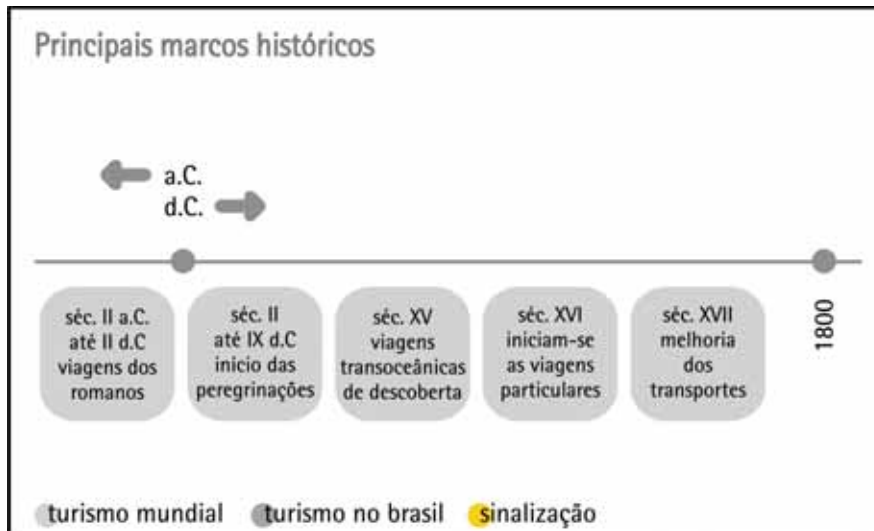 Principais marcos históricos
a.C.
d.C.
séc. II a.C.
até II d.C
viagens dos
romanos
séc. II
até IX d.C
início das
peregrinações
séc. XV
viagens
transoceânicas
de descoberta
séc. XVI
iniciam-se
as viagens
particulares
séc. XVII
melhoria
dos
transportes
1800
turismo mundial
turismo no brasil
sinalização